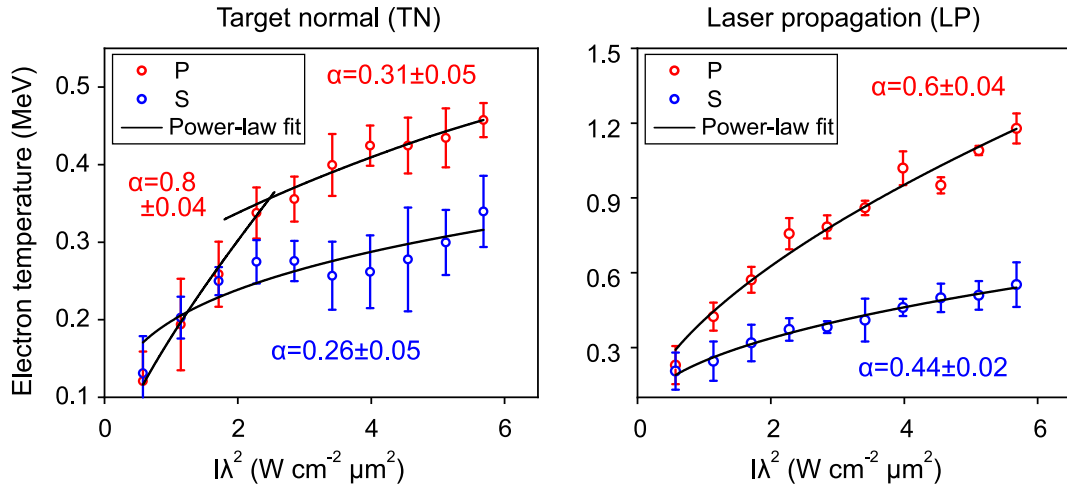 Target normal (TN)
Electron temperature (MeV)
0.5
0.4
0.3
0.2
0.1
P
S
Power-law fit
α=0.31±0.05
α=0.8
±0.04
α=0.26±0.05
0
2
4
6
Iλ² (W cm⁻² µm²)
Laser propagation (LP)
1.5
1.2
0.9
0.6
0.3
P
S
Power-law fit
α=0.6±0.04
α=0.44±0.02
0
2
4
6
Iλ² (W cm⁻² µm²)